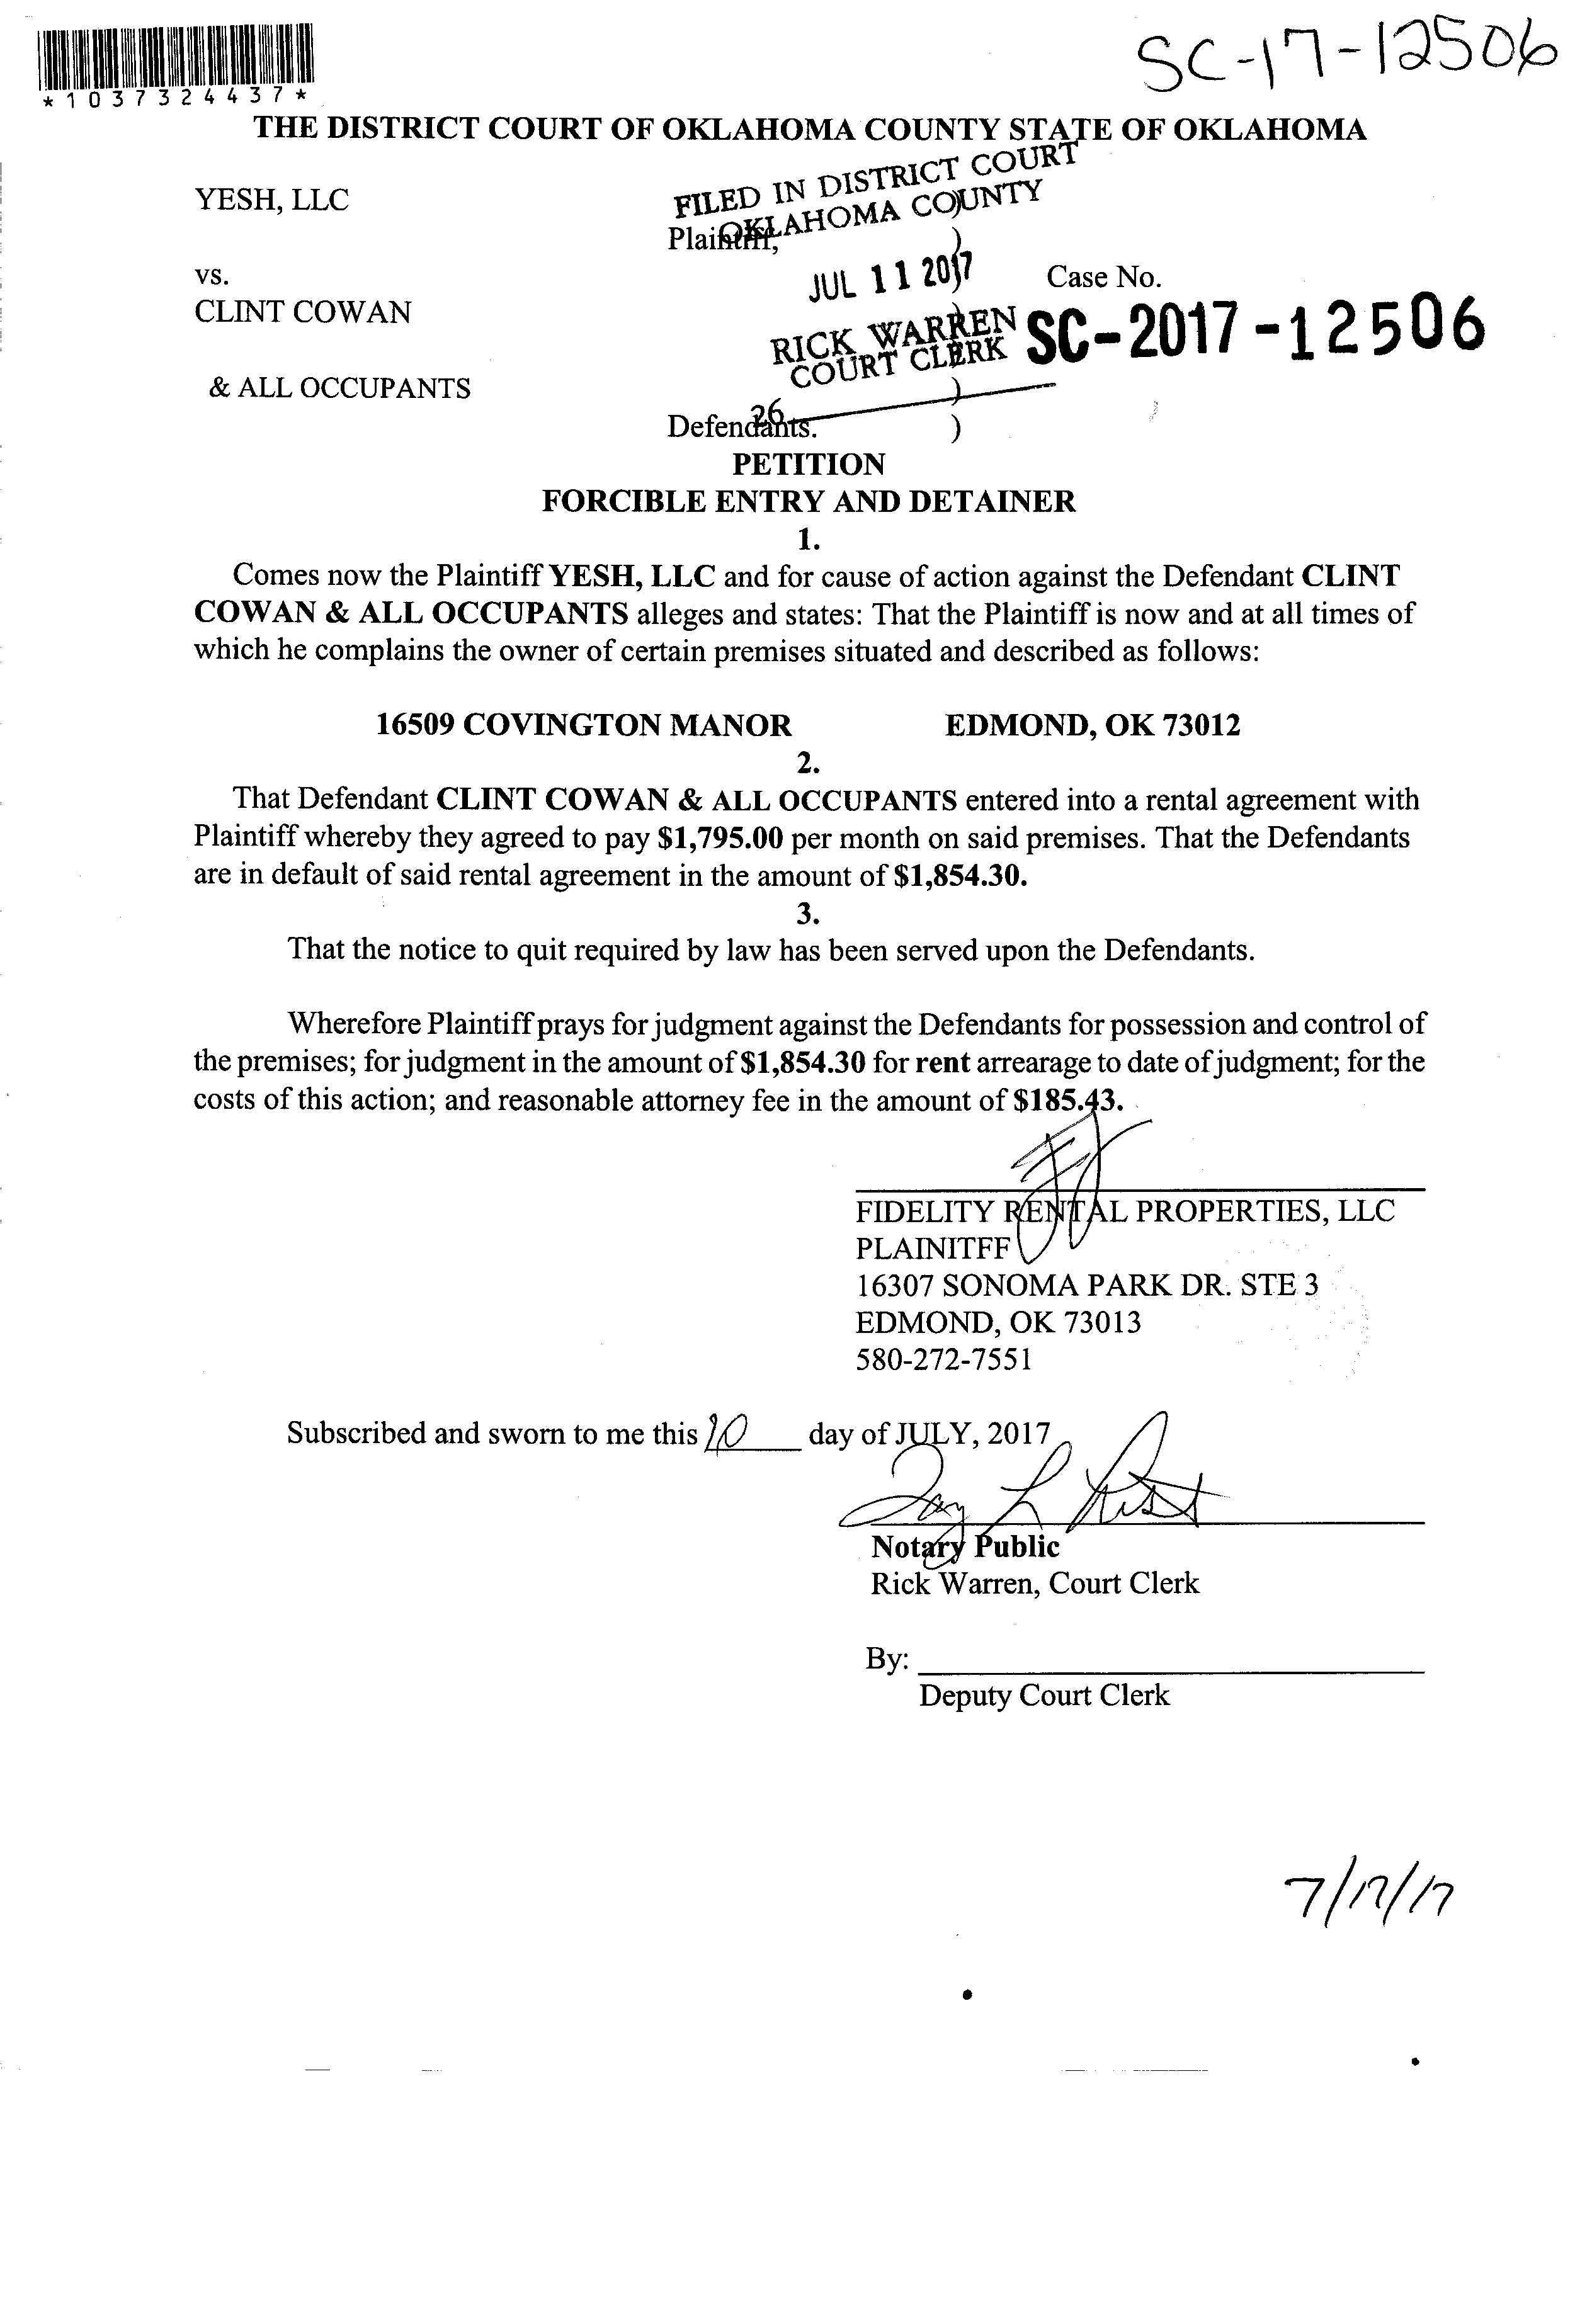 SC-17-12506
*1037324437*
THE DISTRICT COURT OF OKLAHOMA COUNTY STATE OF OKLAHOMA
FILED IN DISTRICT COURT
OKLAHOMA COUNTY
YESH, LLC
)
Plaintiff,
)
vs.
JUL 11 2017
)
Case No.
CLINT COWAN
RICK WARREN
COURT CLERK
)
SC-2017-12506
& ALL OCCUPANTS
)
26
Defendants.
)
PETITION
FORCIBLE ENTRY AND DETAINER
1.
Comes now the Plaintiff YESH, LLC and for cause of action against the Defendant CLINT
COWAN & ALL OCCUPANTS alleges and states: That the Plaintiff is now and at all times of
which he complains the owner of certain premises situated and described as follows:
16509 COVINGTON MANOR EDMOND, OK 73012
2.
That Defendant CLINT COWAN & ALL OCCUPANTS entered into a rental agreement with
Plaintiff whereby they agreed to pay $1,795.00 per month on said premises. That the Defendants
are in default of said rental agreement in the amount of $1,854.30.
3.
That the notice to quit required by law has been served upon the Defendants.
Wherefore Plaintiff prays for judgment against the Defendants for possession and control of
the premises; for judgment in the amount of $1,854.30 for rent arrearage to date of judgment; for the
costs of this action; and reasonable attorney fee in the amount of $185.43.
FIDELITY RENTAL PROPERTIES, LLC
PLAINITFF
16307 SONOMA PARK DR. STE 3
EDMOND, OK 73013
580-272-7551
Subscribed and sworn to me this 10 day of JULY, 2017
Notary Public
Rick Warren, Court Clerk
By:
Deputy Court Clerk
7/17/17